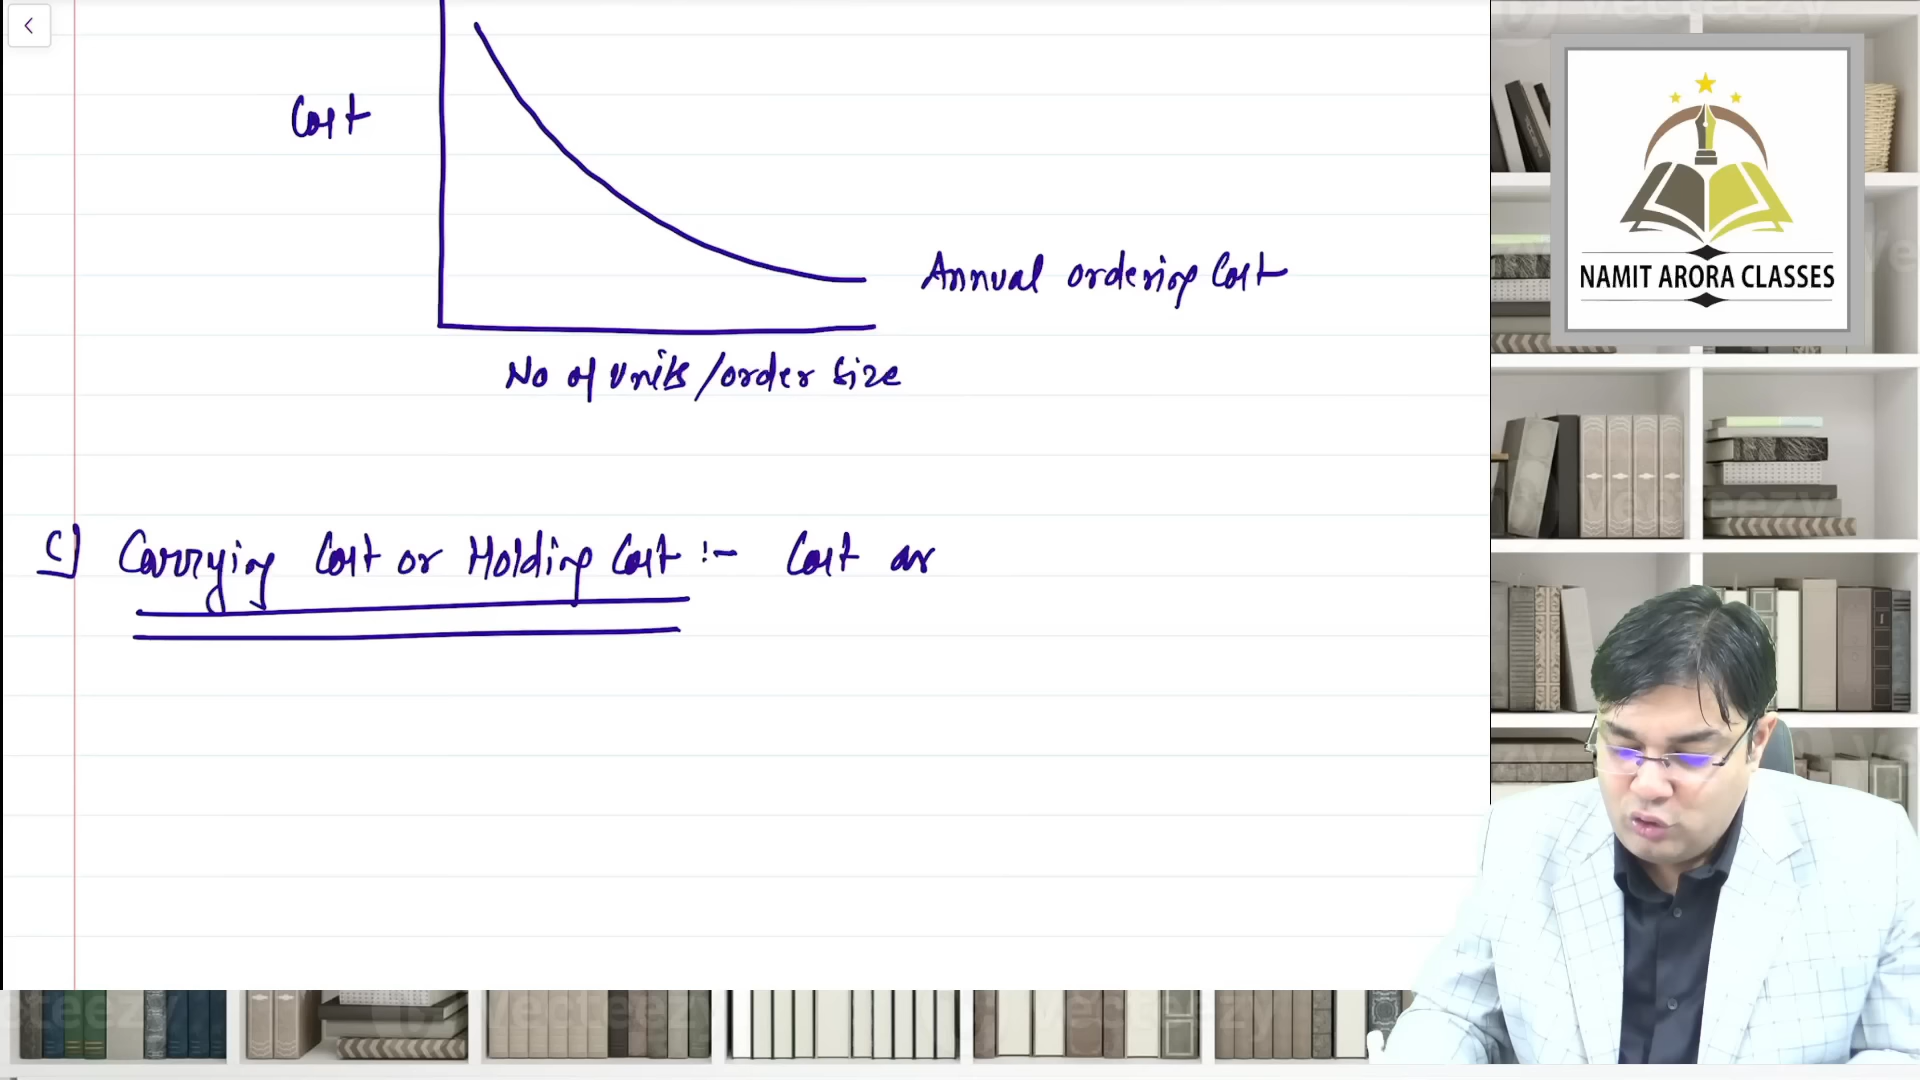 Cost
Annual ordering Cost
No of units/order size
C) Carrying Cost or Holding Cost :- Cost ar
NAMIT ARORA CLASSES